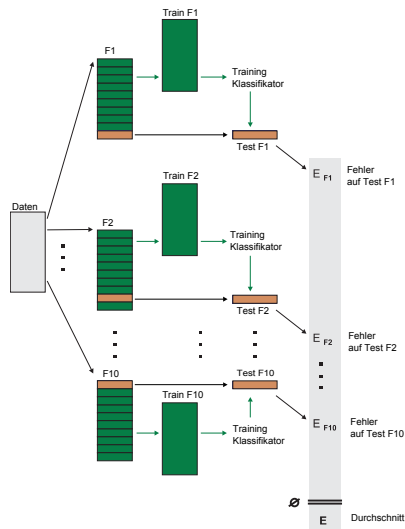 Train F1
F1
Training
Klassifikator
Test F1
E F1
Fehler
auf Test F1
Daten
Train F2
F2
Training
Klassifikator
Test F2
E F2
Fehler
auf Test F2
F10
Test F10
Train F10
Training
Klassifikator
E F10
Fehler
auf Test F10
Ø
E
Durchschnitt